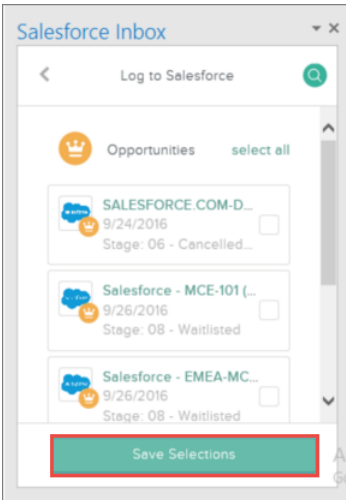 Salesforce Inbox
Log to Salesforce
Opportunities select all
SALESFORCE.COM-D...
9/24/2016
Stage: 06 - Cancelled...
Salesforce - MCE-101 (...
9/26/2016
Stage: 08 - Waitlisted
Salesforce - EMEA-MC...
9/26/2016
Stage: 08 - Waitlisted
Save Selections